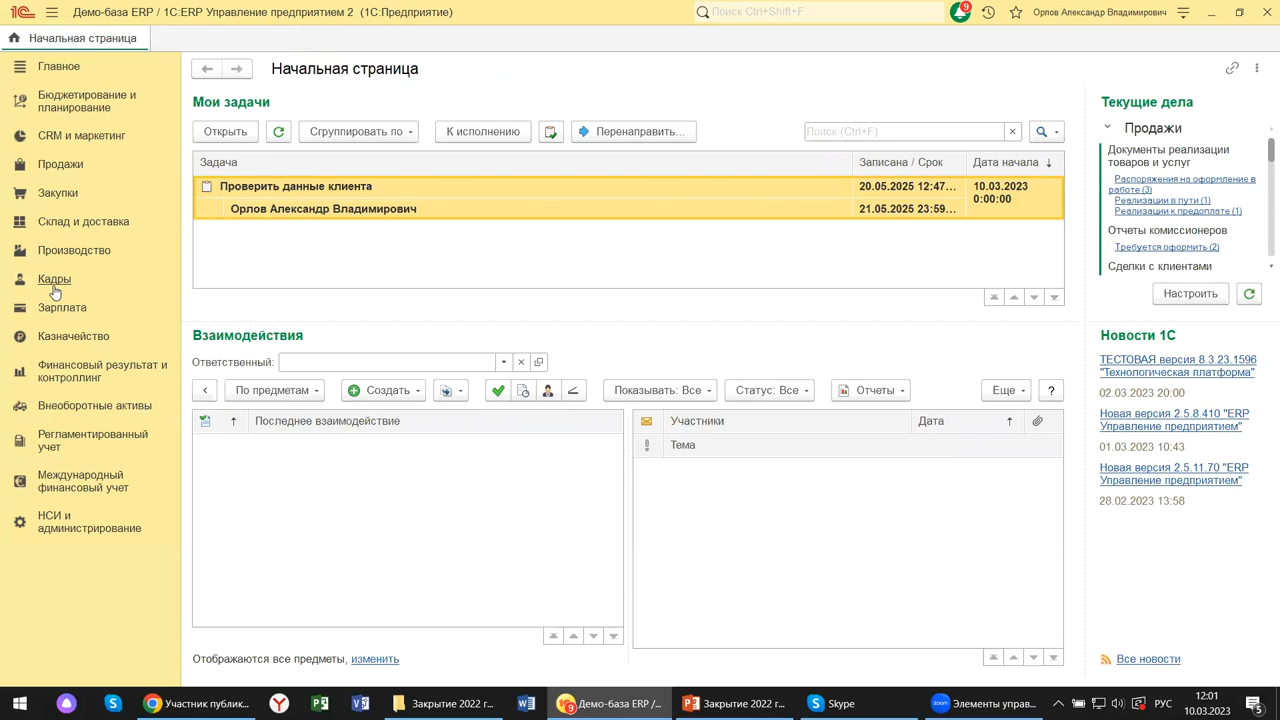 Демо-база ERP / 1С:ERP Управление предприятием 2 (1С:Предприятие)
Поиск Ctrl+Shift+F
9
Орлов Александр Владимирович
Начальная страница
Главное
Бюджетирование и
планирование
CRM и маркетинг
Продажи
Закупки
Склад и доставка
Производство
Кадры
Зарплата
Казначейство
Финансовый результат и
контроллинг
Внеоборотные активы
Регламентированный
учет
Международный
финансовый учет
НСИ и
администрирование
Начальная страница
Мои задачи
Открыть
Сгруппировать по
К исполнению
Перенаправить...
Поиск (Ctrl+F)
Задача
Записана / Срок
Дата начала ↓
Проверить данные клиента
20.05.2025 12:47...
10.03.2023
0:00:00
Орлов Александр Владимирович
21.05.2025 23:59...
Взаимодействия
Ответственный:
По предметам
Создать
Показывать: Все
Статус: Все
Отчеты
Еще
?
Последнее взаимодействие
Участники
Дата
Тема
Отображаются все предметы, изменить
Текущие дела
Продажи
Документы реализации
товаров и услуг
Распоряжения на оформление в
работе (3)
Реализации в пути (1)
Реализации к предоплате (1)
Отчеты комиссионеров
Требуется оформить (2)
Сделки с клиентами
Настроить
Новости 1С
ТЕСТОВАЯ версия 8.3.23.1596
"Технологическая платформа"
02.03.2023 20:00
Новая версия 2.5.8.410 "ERP
Управление предприятием"
01.03.2023 10:43
Новая версия 2.5.11.70 "ERP
Управление предприятием"
28.02.2023 13:58
Все новости
Участник публик...
Закрытие 2022 г...
Демо-база ERP /...
Закрытие 2022 г...
Skype
Элементы управ...
РУС
12:01
10.03.2023
5